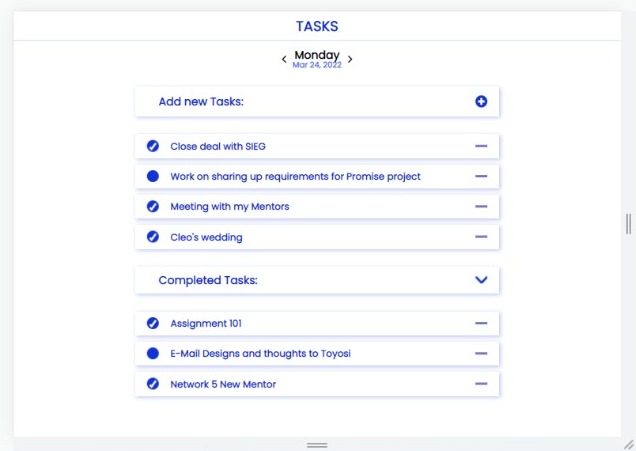 TASKS
Monday
Mar 24, 2022
Add new Tasks:
Close deal with SIEG
Work on sharing up requirements for Promise project
Meeting with my Mentors
Cleo's wedding
Completed Tasks:
Assignment 101
E-Mail Designs and thoughts to Toyosi
Network 5 New Mentor